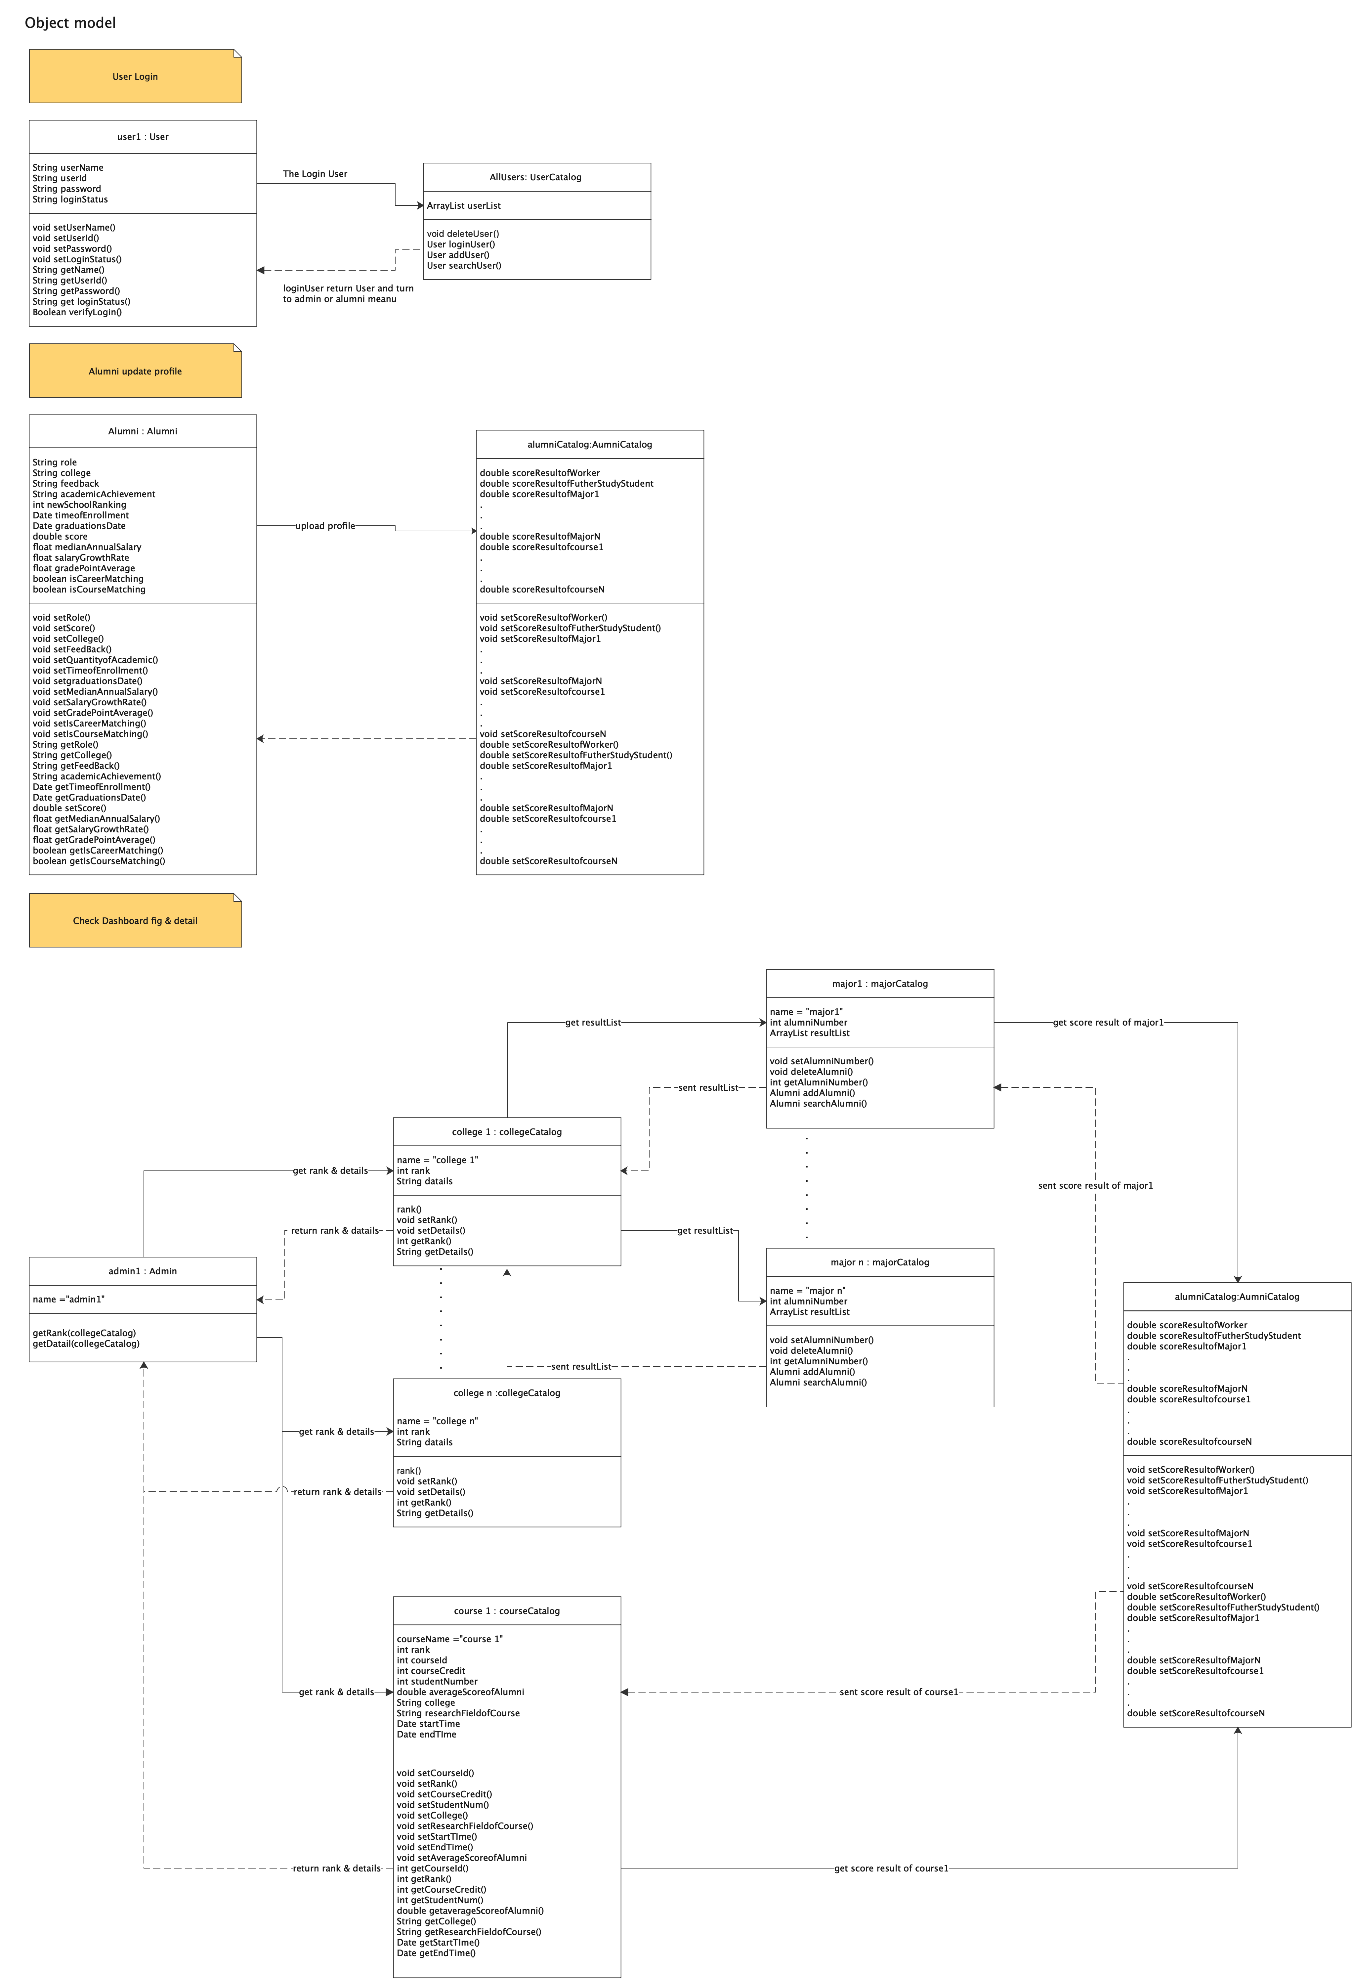 Object model
User Login
user1 : User
String userName
String userId
String password
String loginStatus
void setUserName()
void setUserId()
void setPassword()
void setLoginStatus()
String getName()
String getUserId()
String getPassword()
String get loginStatus()
Boolean verifyLogin()
The Login User
AllUsers: UserCatalog
ArrayList userList
void deleteUser()
User loginUser()
User addUser()
User searchUser()
loginUser return User and turn
to admin or alumni meanu
Alumni update profile
Alumni : Alumni
String role
String college
String feedback
String academicAchievement
int newSchoolRanking
Date timeofEnrollment
Date graduationsDate
double score
float medianAnnualSalary
float salaryGrowthRate
float gradePointAverage
boolean isCareerMatching
boolean isCourseMatching
void setRole()
void setScore()
void setCollege()
void setFeedBack()
void setQuantityofAcademic()
void setTimeofEnrollment()
void setgraduationsDate()
void setMedianAnnualSalary()
void setSalaryGrowthRate()
void setGradePointAverage()
void setIsCareerMatching()
void setIsCourseMatching()
String getRole()
String getCollege()
String getFeedBack()
String academicAchievement()
Date getTimeofEnrollment()
Date getGraduationsDate()
double setScore()
float getMedianAnnualSalary()
float getSalaryGrowthRate()
float getGradePointAverage()
boolean getIsCareerMatching()
boolean getIsCourseMatching()
upload profile
alumniCatalog:AumniCatalog
double scoreResultofWorker
double scoreResultofFutherStudyStudent
double scoreResultofMajor1
.
.
.
double scoreResultofMajorN
double scoreResultofcourse1
.
.
.
double scoreResultofcourseN
void setScoreResultofWorker()
void setScoreResultofFutherStudyStudent()
void setScoreResultofMajor1
.
.
.
void setScoreResultofMajorN
void setScoreResultofcourse1
.
.
.
void setScoreResultofcourseN
double setScoreResultofWorker()
double setScoreResultofFutherStudyStudent()
double setScoreResultofMajor1
.
.
.
double setScoreResultofMajorN
double setScoreResultofcourse1
.
.
.
double setScoreResultofcourseN
Check Dashboard fig & detail
major1 : majorCatalog
name = "major1"
int alumniNumber
ArrayList resultList
void setAlumniNumber()
void deleteAlumni()
int getAlumniNumber()
Alumni addAlumni()
Alumni searchAlumni()
get resultList
get score result of major1
sent resultList
college 1 : collegeCatalog
name = "college 1"
int rank
String datails
rank()
void setRank()
void setDetails()
int getRank()
String getDetails()
get rank & details
return rank & datails
sent score result of major1
get resultList
major n : majorCatalog
name = "major n"
int alumniNumber
ArrayList resultList
void setAlumniNumber()
void deleteAlumni()
int getAlumniNumber()
Alumni addAlumni()
Alumni searchAlumni()
sent resultList
admin1 : Admin
name ="admin1"
getRank(collegeCatalog)
getDatail(collegeCatalog)
college n :collegeCatalog
name = "college n"
int rank
String datails
rank()
void setRank()
void setDetails()
int getRank()
String getDetails()
get rank & details
return rank & details
alumniCatalog:AumniCatalog
double scoreResultofWorker
double scoreResultofFutherStudyStudent
double scoreResultofMajor1
.
.
.
double scoreResultofMajorN
double scoreResultofcourse1
.
.
.
double scoreResultofcourseN
void setScoreResultofWorker()
void setScoreResultofFutherStudyStudent()
void setScoreResultofMajor1
.
.
.
void setScoreResultofMajorN
void setScoreResultofcourse1
.
.
.
void setScoreResultofcourseN
double setScoreResultofWorker()
double setScoreResultofFutherStudyStudent()
double setScoreResultofMajor1
.
.
.
double setScoreResultofMajorN
double setScoreResultofcourse1
.
.
.
double setScoreResultofcourseN
course 1 : courseCatalog
courseName ="course 1"
int rank
int courseId
int courseCredit
int studentNumber
double averageScoreofAlumni
String college
String researchFieldofCourse
Date startTime
Date endTIme
void setCourseId()
void setRank()
void setCourseCredit()
void setStudentNum()
void setCollege()
void setResearchFieldofCourse()
void setStartTIme()
void setEndTime()
void setAverageScoreofAlumni
int getCourseId()
int getRank()
int getCourseCredit()
int getStudentNum()
double getaverageScoreofAlumni()
String getCollege()
String getResearchFieldofCourse()
Date getStartTIme()
Date getEndTime()
get rank & details
sent score result of course1
return rank & details
get score result of course1